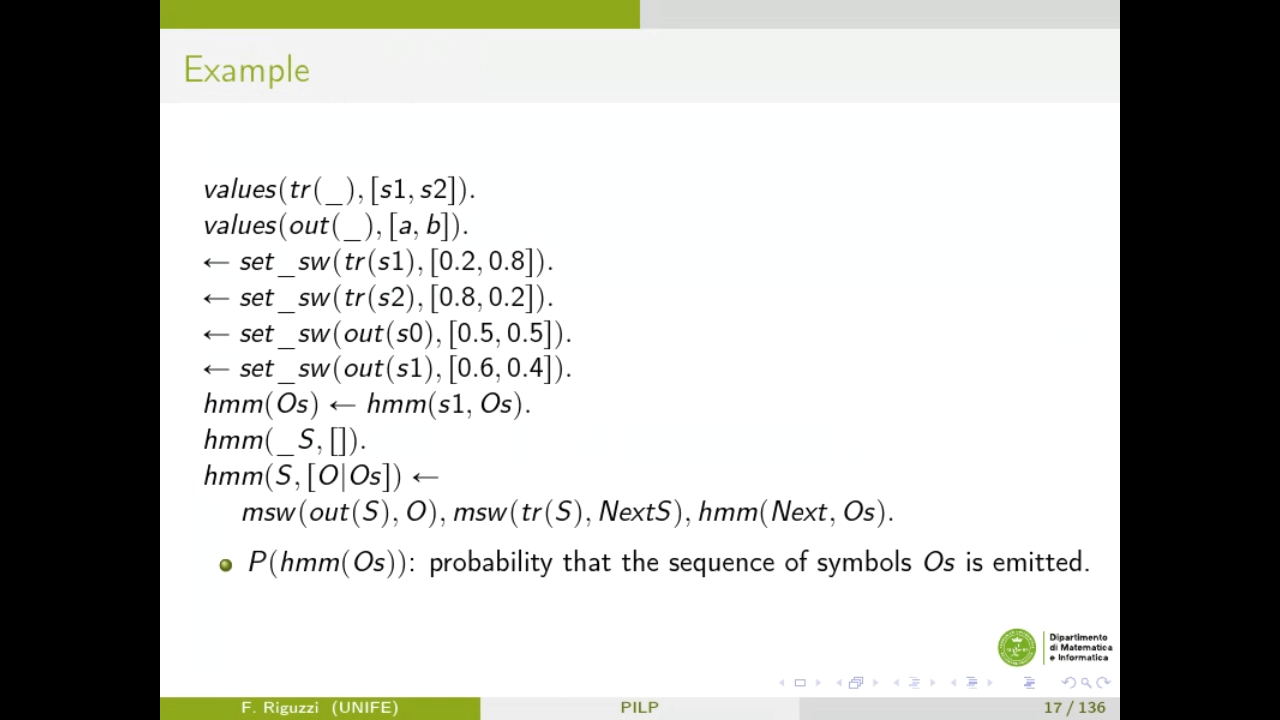 Example
values(tr(_), [s1, s2]).
values(out(_), [a, b]).
← set_sw(tr(s1), [0.2, 0.8]).
← set_sw(tr(s2), [0.8, 0.2]).
← set_sw(out(s0), [0.5, 0.5]).
← set_sw(out(s1), [0.6, 0.4]).
hmm(Os) ← hmm(s1, Os).
hmm(_S, []).
hmm(S, [O|Os]) ←
msw(out(S), O), msw(tr(S), NextS), hmm(Next, Os).
P(hmm(Os)): probability that the sequence of symbols Os is emitted.
Dipartimento
di Matematica
e Informatica
F. Riguzzi (UNIFE) PILP 17 / 136